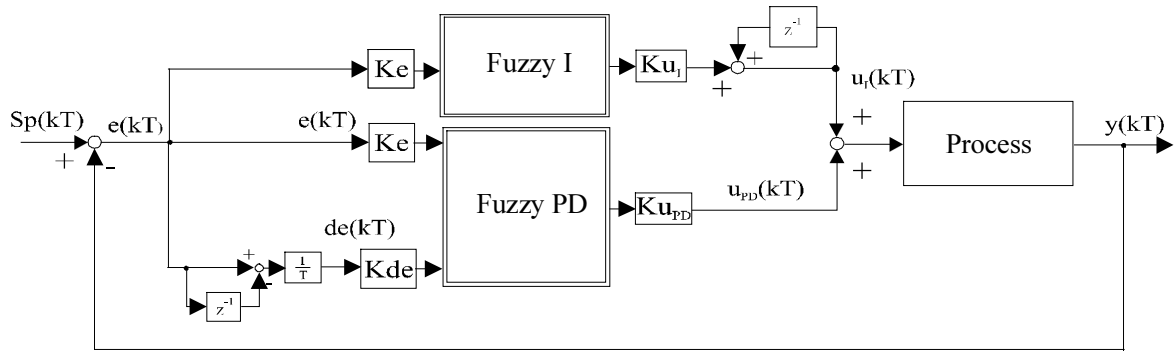 z⁻¹
Ke
Fuzzy I
Ku_I
+
+
u_I(kT)
Sp(kT)
e(kT)
e(kT)
+
-
Ke
+
+
Process
y(kT)
Fuzzy PD
Ku_PD
u_PD(kT)
de(kT)
+
-
1/T
Kde
z⁻¹